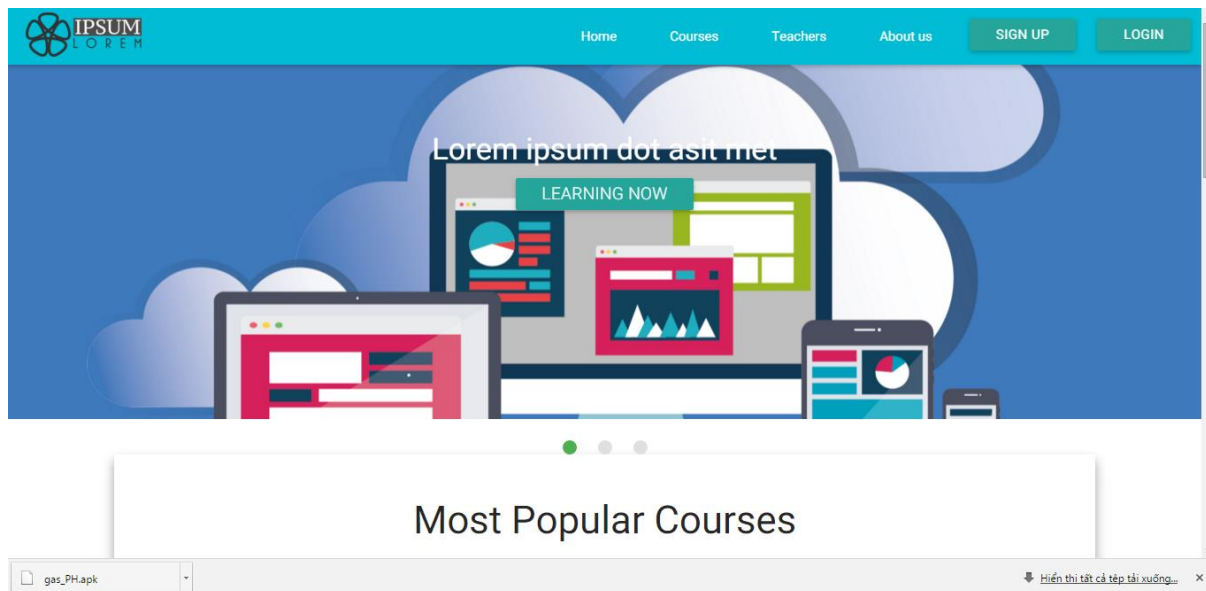 IPSUM
LOREM
Home Courses Teachers About us SIGN UP LOGIN
Lorem ipsum dot asit met
LEARNING NOW
Most Popular Courses
gas_PH.apk
Hiển thị tất cả tệp tải xuống...